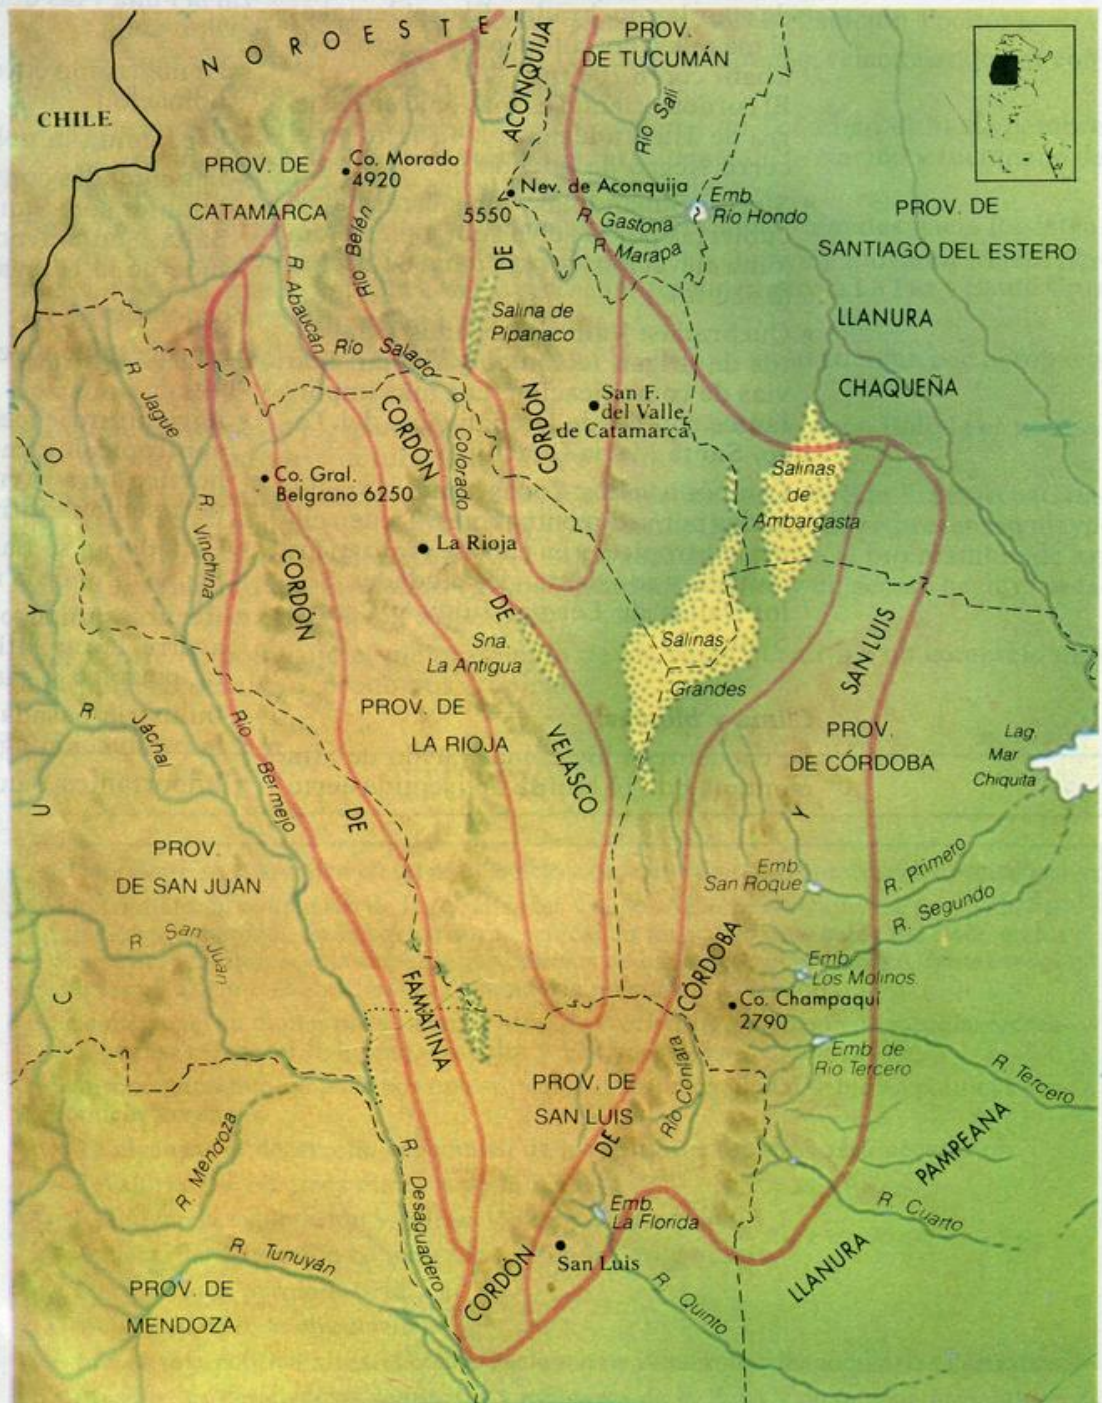 NOROESTE
ACONQUIJA
PROV.
DE TUCUMÁN
CHILE
Río Salí
PROV. DE
CATAMARCA
Co. Morado
4920
Nev. de Aconquija
5550
Emb.
Río Hondo
R Gastona
R Marapa
PROV. DE
SANTIAGO DEL ESTERO
Río Belén
R. Abaucán
DE
Salina de
Pipanaco
LLANURA
CHAQUEÑA
Río Salado
R Jague
CORDÓN
Colorado
CORDÓN
San F.
del Valle
de Catamarca
Salinas
de
Ambargasta
Co. Gral.
Belgrano 6250
R. Vinchina
La Rioja
CORDÓN
DE
Sna.
La Antigua
Salinas
Grandes
SAN LUIS
PROV. DE
LA RIOJA
VELASCO
PROV.
DE CÓRDOBA
Lag.
Mar
Chiquita
R. Jáchal
Río Bermejo
DE
Y
CUYO
PROV.
DE SAN JUAN
Emb.
San Roque
R. Primero
R. Segundo
R San Juan
Emb.
Los Molinos
CÓRDOBA
Co. Champaquí
2790
FAMATINA
Emb. de
Río Tercero
R. Tercero
Río Conlara
PROV. DE
SAN LUIS
DE
R. Mendoza
R. Desaguadero
PAMPEANA
LLANURA
R. Cuarto
Emb.
La Florida
San Luis
CORDÓN
R. Quinto
R. Tunuyán
PROV. DE
MENDOZA